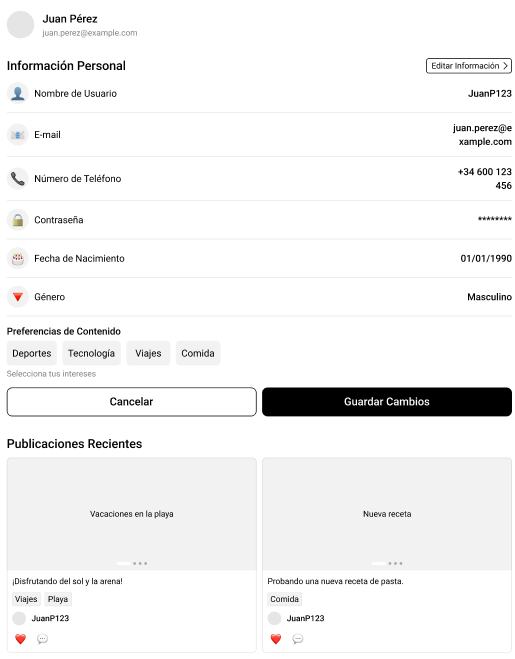 Juan Pérez
juan.perez@example.com
Información Personal
Editar Información
Nombre de Usuario
JuanP123
E-mail
juan.perez@e
xample.com
Número de Teléfono
+34 600 123
456
Contraseña
********
Fecha de Nacimiento
01/01/1990
Género
Masculino
Preferencias de Contenido
Deportes Tecnología Viajes Comida
Selecciona tus intereses
Cancelar Guardar Cambios
Publicaciones Recientes
Vacaciones en la playa
¡Disfrutando del sol y la arena!
Viajes Playa
JuanP123
Nueva receta
Probando una nueva receta de pasta.
Comida
JuanP123